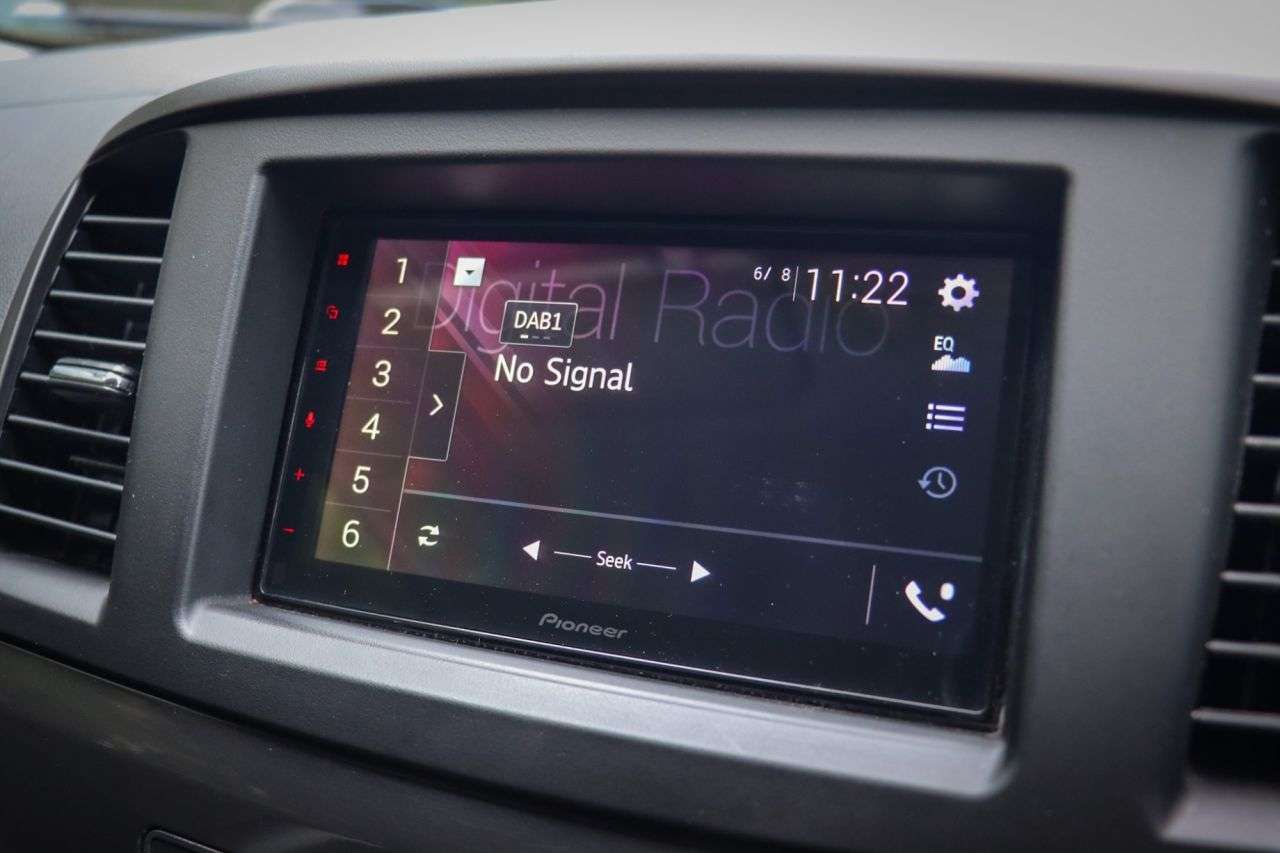 Digital Radio
6/ 8 11:22
DAB1
No Signal
EQ
1
2
3
4
5
6
Seek
Pioneer